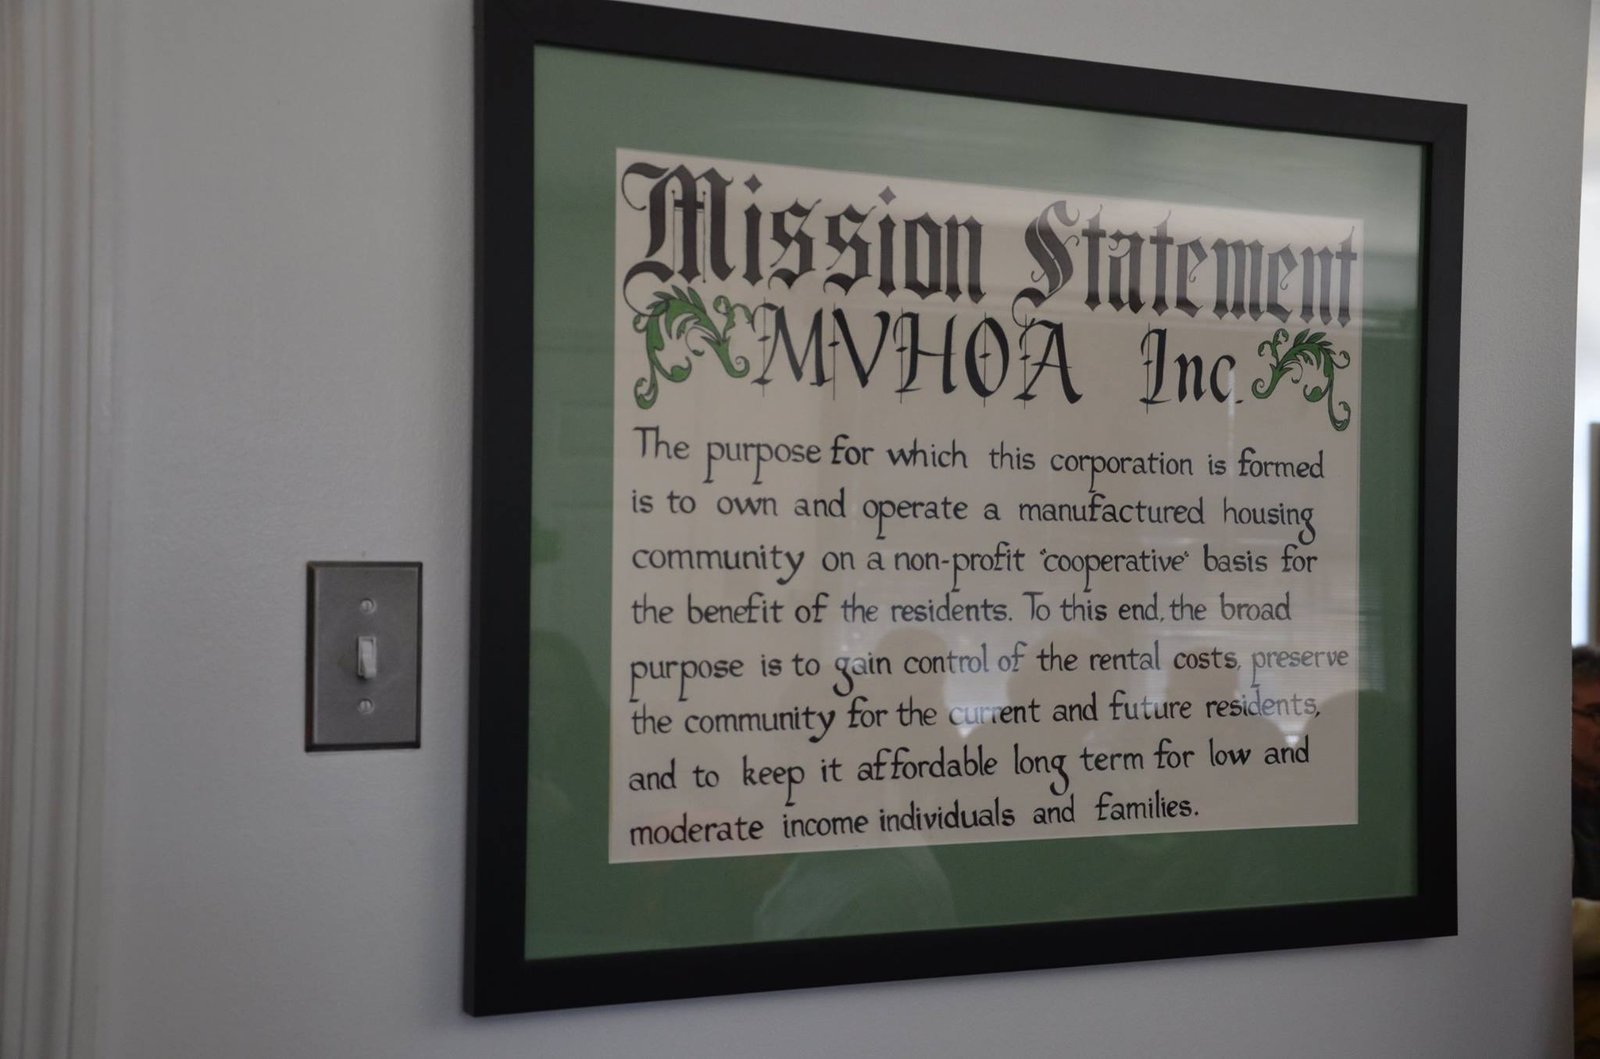 Mission Statement
MVHOA Inc.
The purpose for which this corporation is formed
is to own and operate a manufactured housing
community on a non-profit "cooperative" basis for
the benefit of the residents. To this end, the broad
purpose is to gain control of the rental costs, preserve
the community for the current and future residents,
and to keep it affordable long term for low and
moderate income individuals and families.